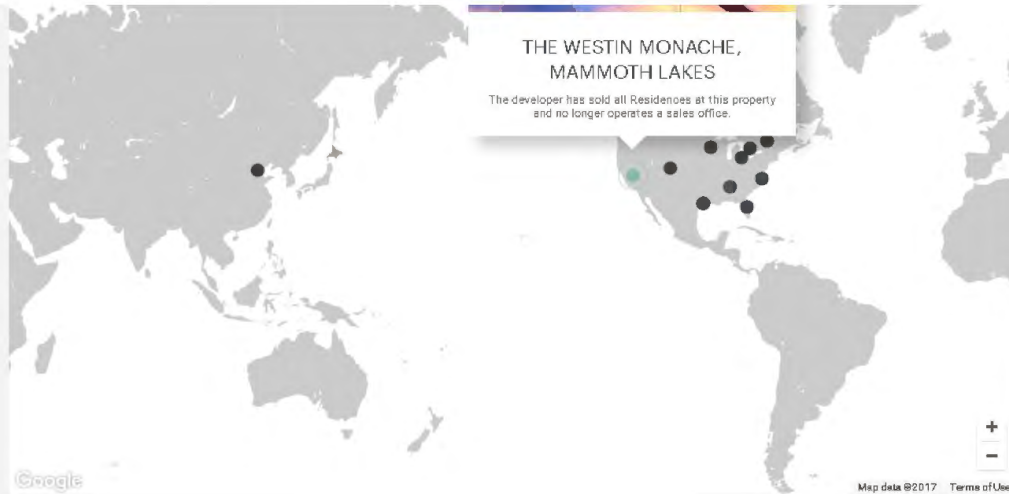 THE WESTIN MONACHE,
MAMMOTH LAKES
The developer has sold all Residences at this property
and no longer operates a sales office.
+
−
Google
Map data ©2017 Terms of Use